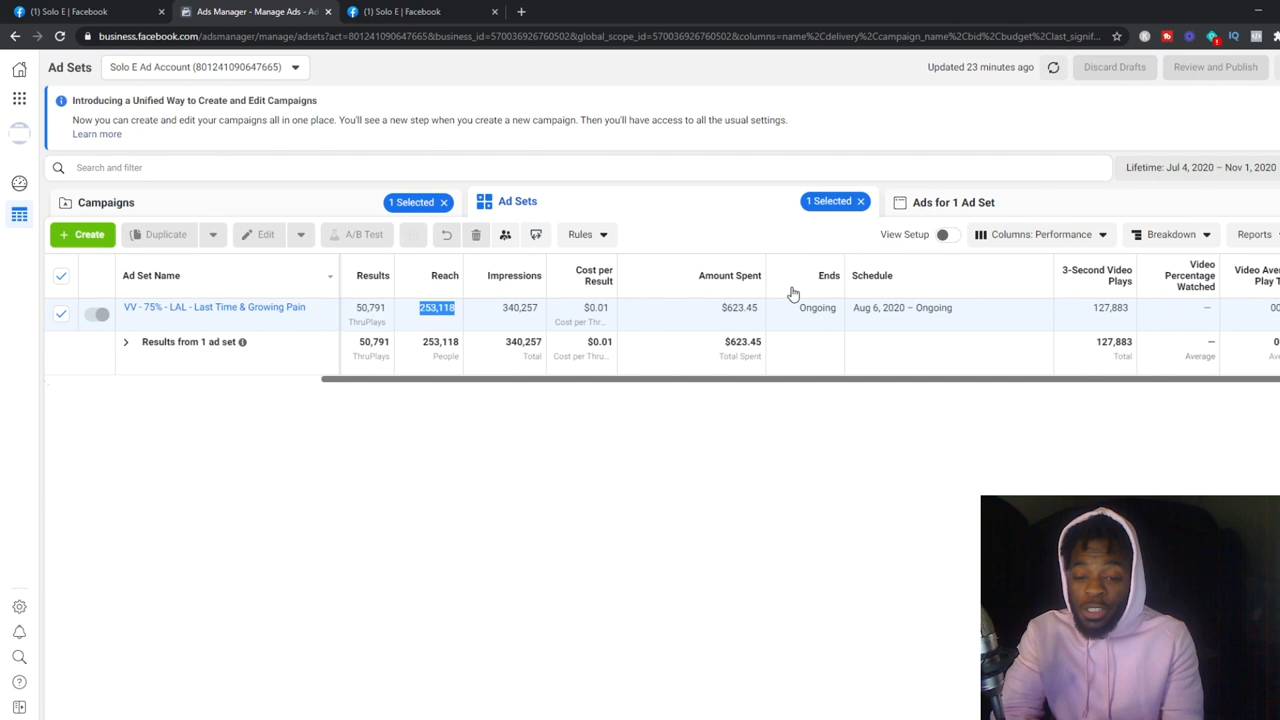 (1) Solo E | Facebook
Ads Manager - Manage Ads - Ad
(1) Solo E | Facebook
business.facebook.com/adsmanager/manage/adsets?act=801241090647665&business_id=570036926760502&global_scope_id=570036926760502&columns=name%2Cdelivery%2Ccampaign_name%2Cbid%2Cbudget%2Clast_signif...
Ad Sets
Solo E Ad Account (801241090647665)
Updated 23 minutes ago
Discard Drafts
Review and Publish
Introducing a Unified Way to Create and Edit Campaigns
Now you can create and edit your campaigns all in one place. You'll see a new step when you create a new campaign. Then you'll have access to all the usual settings.
Learn more
Search and filter
Lifetime: Jul 4, 2020 – Nov 1, 2020
Campaigns
1 Selected
Ad Sets
1 Selected
Ads for 1 Ad Set
Create
Duplicate
Edit
A/B Test
Rules
View Setup
Columns: Performance
Breakdown
Reports
Ad Set Name
Results
Reach
Impressions
Cost per Result
Amount Spent
Ends
Schedule
3-Second Video Plays
Video Percentage Watched
Video Aver
Play T
VV - 75% - LAL - Last Time & Growing Pain
50,791
ThruPlays
253,118
340,257
$0.01
Cost per Thr...
$623.45
Ongoing
Aug 6, 2020 – Ongoing
127,883
—
00
Results from 1 ad set
50,791
ThruPlays
253,118
People
340,257
Total
$0.01
Cost per Thru...
$623.45
Total Spent
127,883
Total
—
Average
0
A